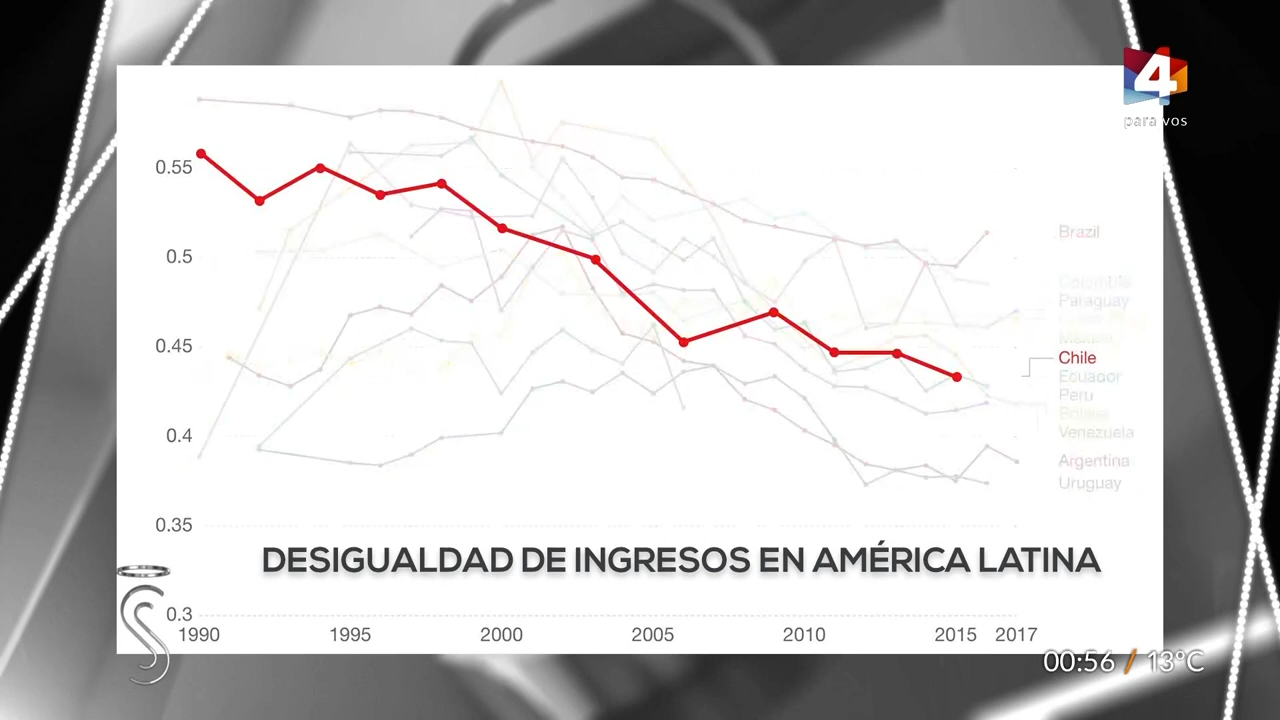 4
para vos
0.55
0.5
0.45
0.4
0.35
0.3
1990
1995
2000
2005
2010
2015
2017
Brazil
Colombia
Paraguay
Mexico
Chile
Ecuador
Peru
Bolivia
Venezuela
Argentina
Uruguay
DESIGUALDAD DE INGRESOS EN AMÉRICA LATINA
00:56 / 13ºC